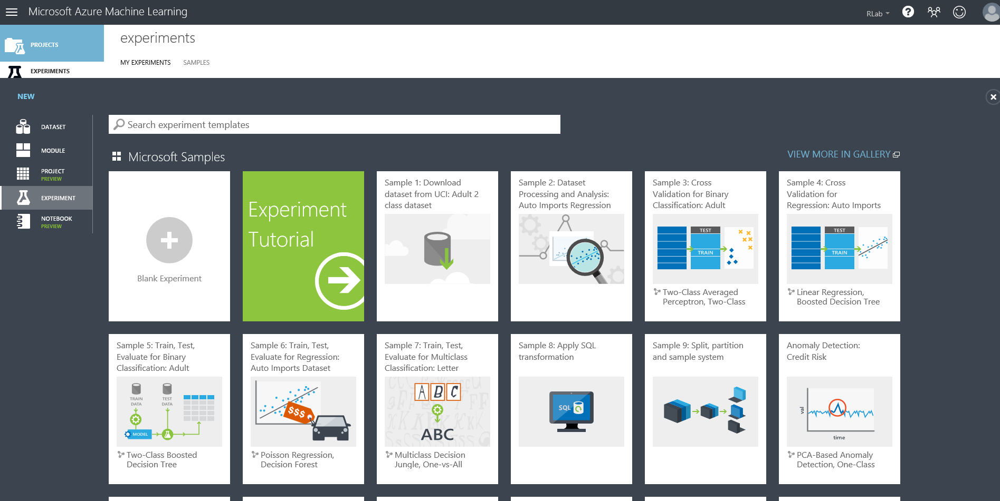 Microsoft Azure Machine Learning
RLab
?
PROJECTS
EXPERIMENTS
experiments
MY EXPERIMENTS
SAMPLES
NEW
DATASET
MODULE
PROJECT
PREVIEW
EXPERIMENT
NOTEBOOK
PREVIEW
Search experiment templates
Microsoft Samples
VIEW MORE IN GALLERY
Blank Experiment
Experiment
Tutorial
Sample 1: Download
dataset from UCI: Adult 2
class dataset
Sample 2: Dataset
Processing and Analysis:
Auto Imports Regression
Sample 3: Cross
Validation for Binary
Classification: Adult
TEST
TRAIN
Two-Class Averaged
Perceptron, Two-Class
Sample 4: Cross
Validation for
Regression: Auto Imports
TEST
TRAIN
Linear Regression,
Boosted Decision Tree
Sample 5: Train, Test,
Evaluate for Binary
Classification: Adult
TRAIN
DATA
TEST
DATA
MODEL
Two-Class Boosted
Decision Tree
Sample 6: Train, Test,
Evaluate for Regression:
Auto Imports Dataset
$$$
Poisson Regression,
Decision Forest
Sample 7: Train, Test,
Evaluate for Multiclass
Classification: Letter
A B C
ABC
Multiclass Decision
Jungle, One-vs-All
Sample 8: Apply SQL
transformation
SQL
Sample 9: Split, partition
and sample system
Anomaly Detection:
Credit Risk
val
time
PCA-Based Anomaly
Detection, One-Class